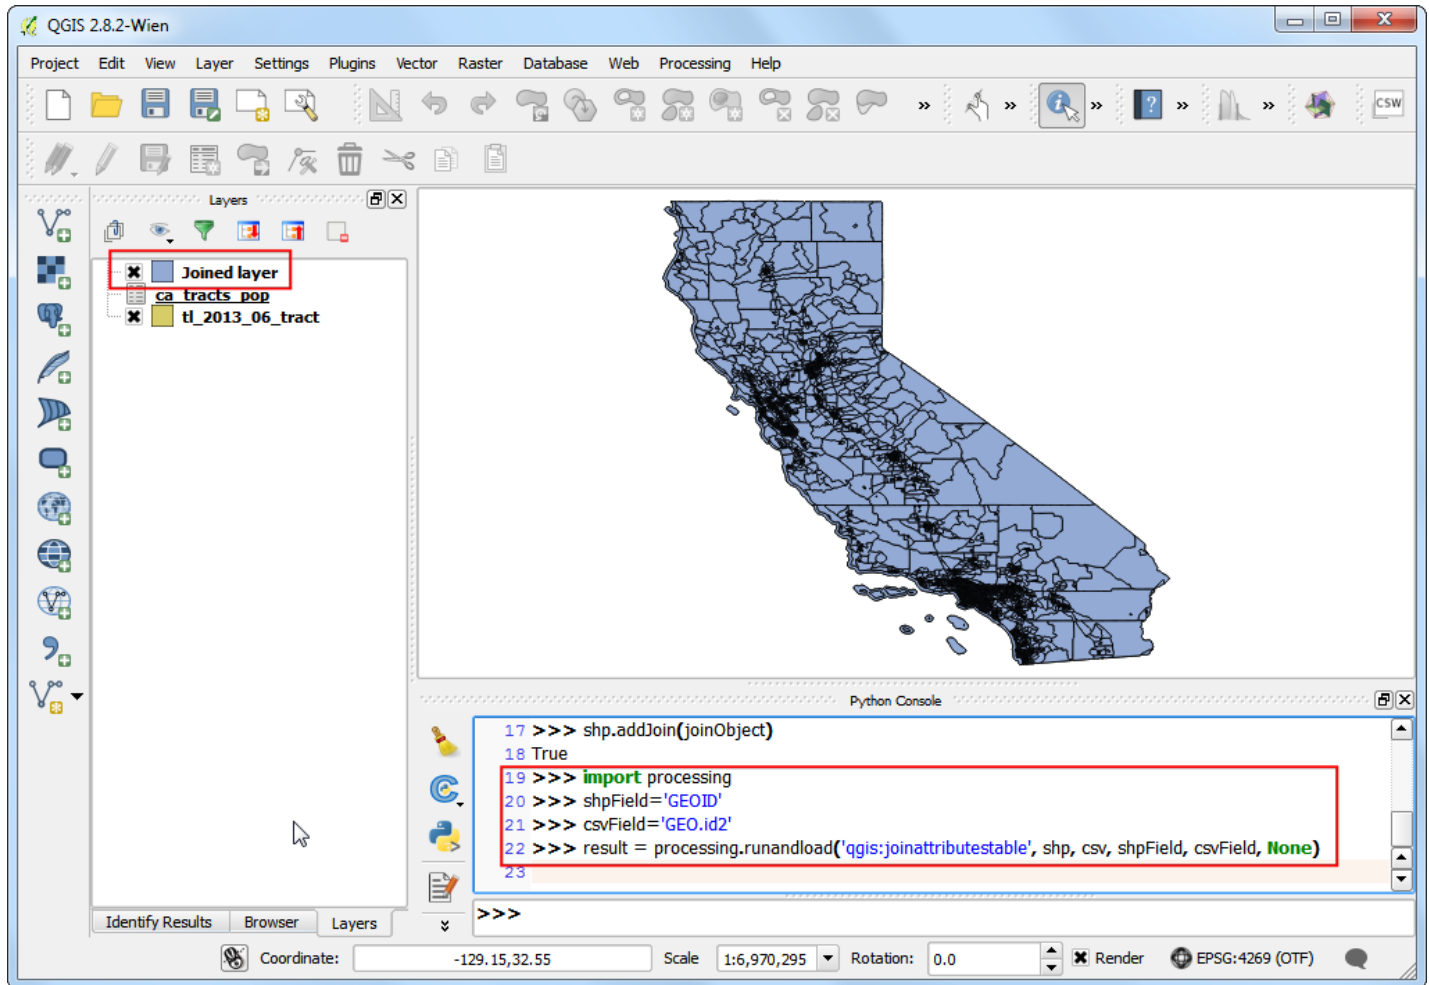 QGIS 2.8.2-Wien
Project Edit View Layer Settings Plugins Vector Raster Database Web Processing Help
» » » » »
? CSW
Layers
Joined layer
ca_tracts_pop
tl_2013_06_tract
Python Console
17 >>> shp.addJoin(joinObject)
18 True
19 >>> import processing
20 >>> shpField='GEOID'
21 >>> csvField='GEO.id2'
22 >>> result = processing.runandload('qgis:joinattributestable', shp, csv, shpField, csvField, None)
23
>>>
Identify Results Browser Layers
Coordinate: -129.15,32.55 Scale 1:6,970,295 Rotation: 0.0 Render EPSG:4269 (OTF)